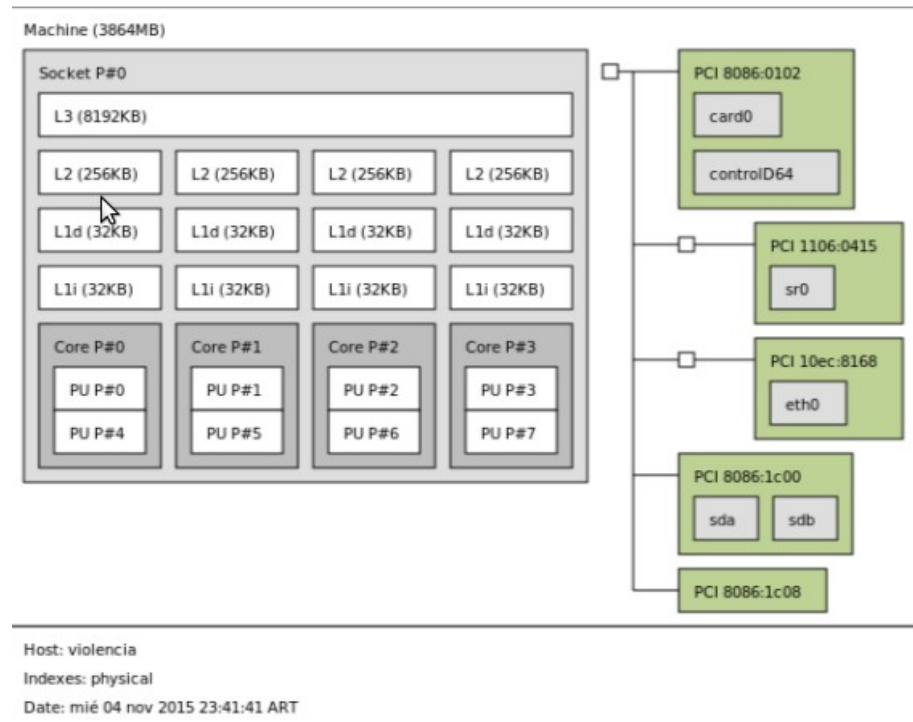 Machine (3864MB)
Socket P#0
L3 (8192KB)
L2 (256KB) L2 (256KB) L2 (256KB) L2 (256KB)
L1d (32KB) L1d (32KB) L1d (32KB) L1d (32KB)
L1i (32KB) L1i (32KB) L1i (32KB) L1i (32KB)
Core P#0 Core P#1 Core P#2 Core P#3
PU P#0 PU P#1 PU P#2 PU P#3
PU P#4 PU P#5 PU P#6 PU P#7
PCI 8086:0102
card0
controlD64
PCI 1106:0415
sr0
PCI 10ec:8168
eth0
PCI 8086:1c00
sda sdb
PCI 8086:1c08
Host: violencia
Indexes: physical
Date: mié 04 nov 2015 23:41:41 ART